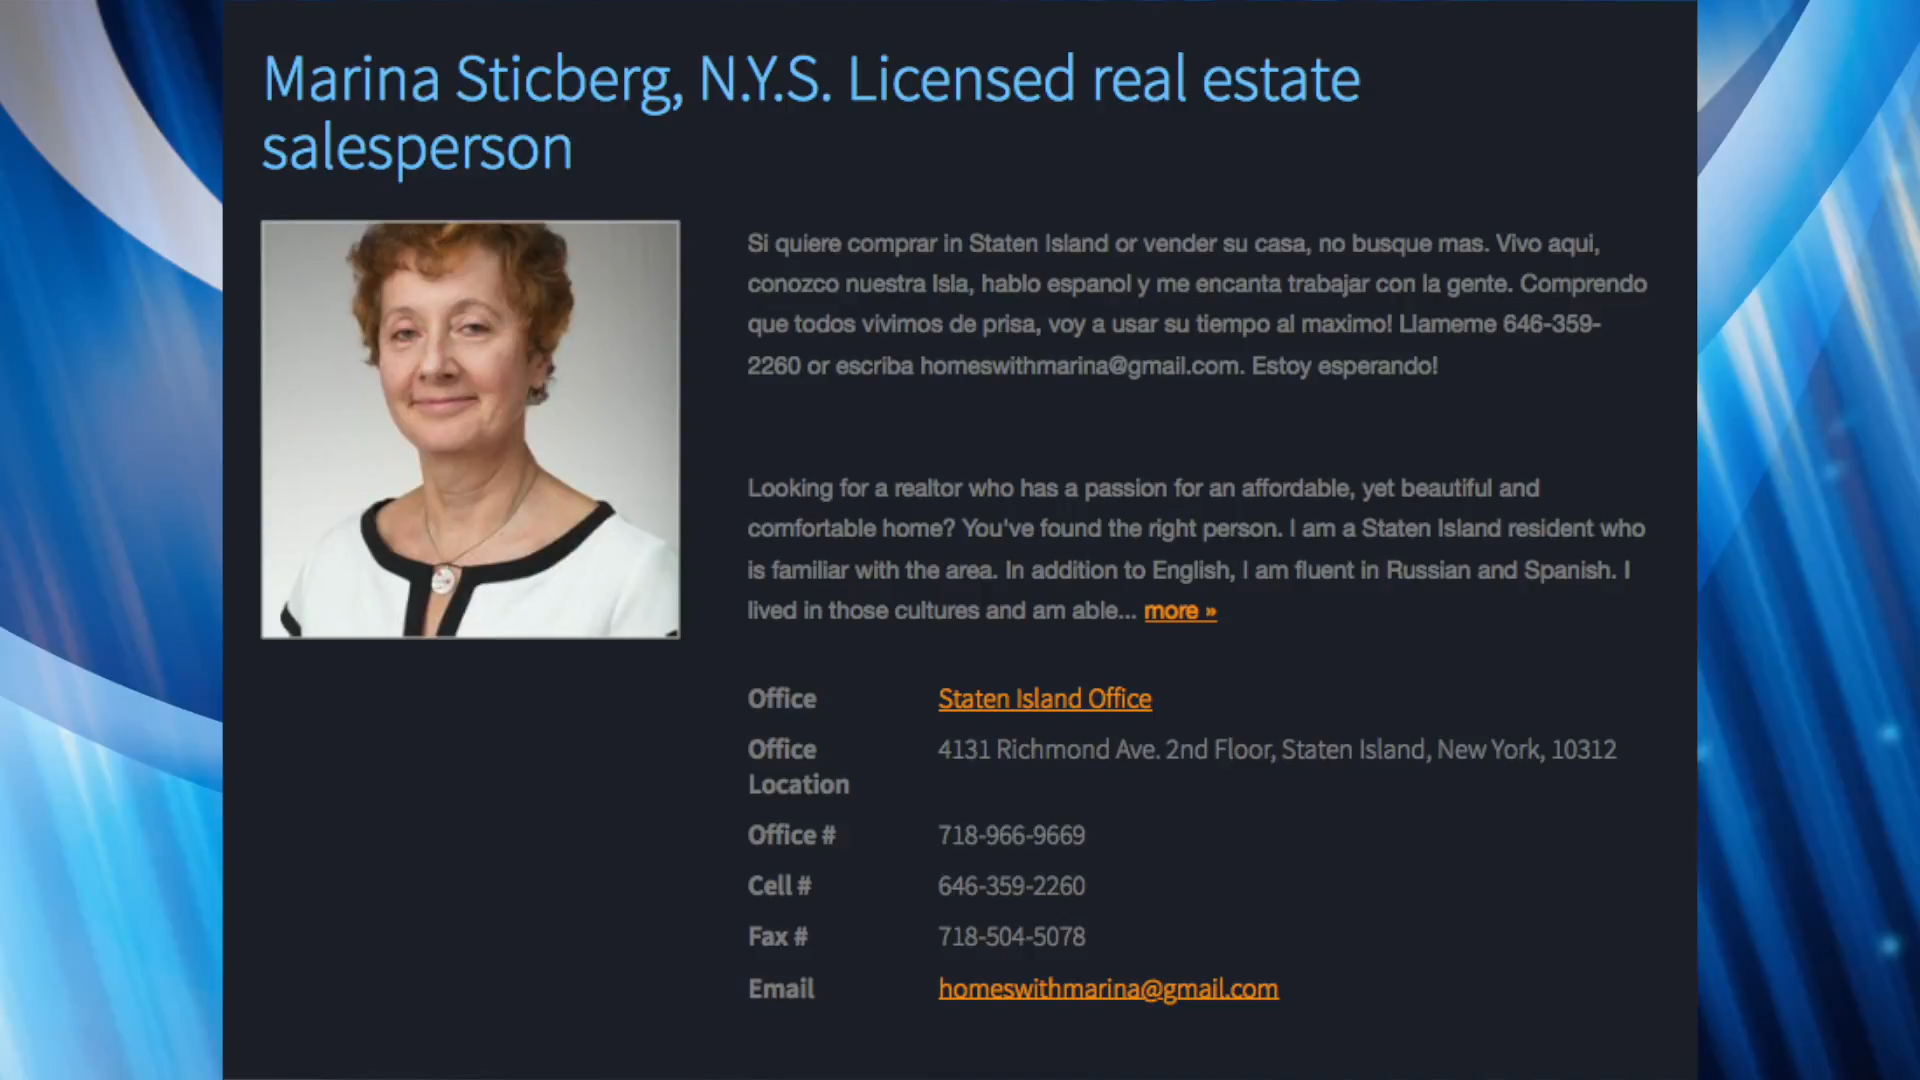 Marina Sticberg, N.Y.S. Licensed real estate
salesperson
Si quiere comprar in Staten Island or vender su casa, no busque mas. Vivo aqui,
conozco nuestra Isla, hablo espanol y me encanta trabajar con la gente. Comprendo
que todos vivimos de prisa, voy a usar su tiempo al maximo! Llameme 646-359-
2260 or escriba homeswithmarina@gmail.com. Estoy esperando!
Looking for a realtor who has a passion for an affordable, yet beautiful and
comfortable home? You've found the right person. I am a Staten Island resident who
is familiar with the area. In addition to English, I am fluent in Russian and Spanish. I
lived in those cultures and am able... more »
Office Staten Island Office
Office 4131 Richmond Ave. 2nd Floor, Staten Island, New York, 10312
Location
Office # 718-966-9669
Cell # 646-359-2260
Fax # 718-504-5078
Email homeswithmarina@gmail.com